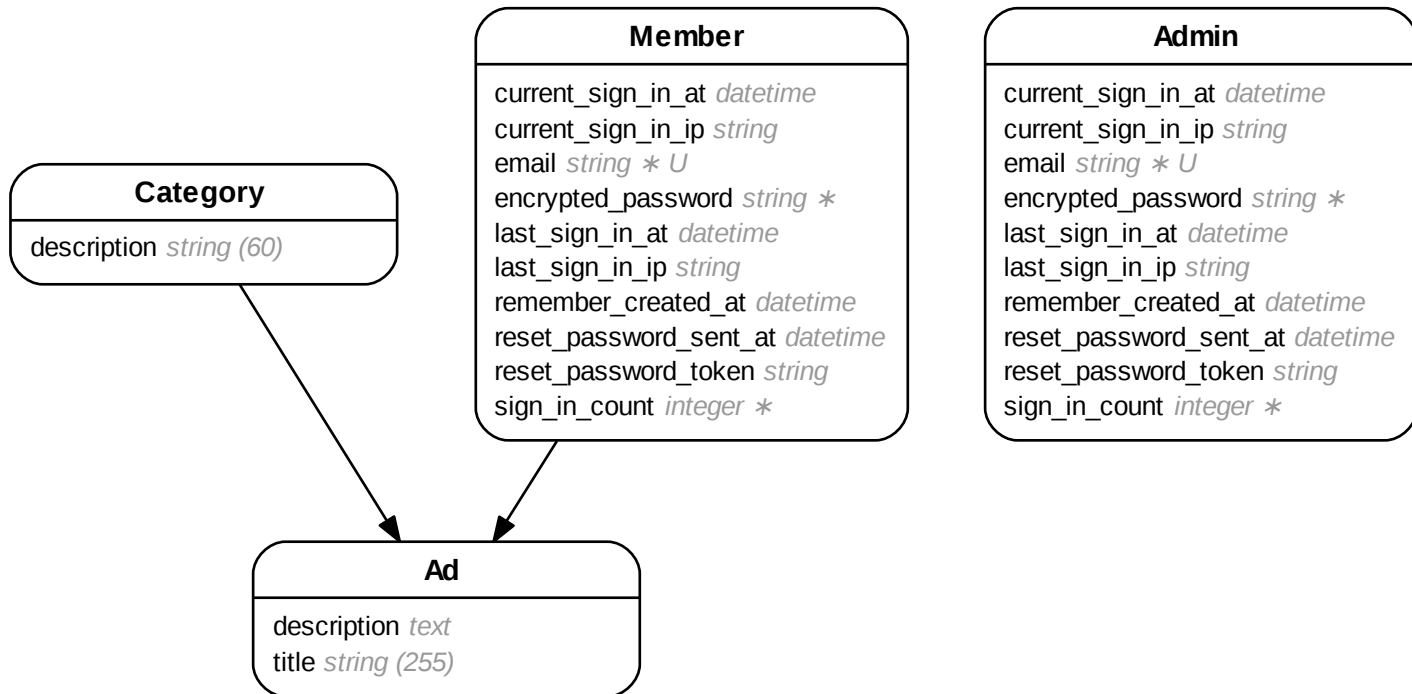 Category
description string (60)
Member
current_sign_in_at datetime
current_sign_in_ip string
email string ∗ U
encrypted_password string ∗
last_sign_in_at datetime
last_sign_in_ip string
remember_created_at datetime
reset_password_sent_at datetime
reset_password_token string
sign_in_count integer ∗
Admin
current_sign_in_at datetime
current_sign_in_ip string
email string ∗ U
encrypted_password string ∗
last_sign_in_at datetime
last_sign_in_ip string
remember_created_at datetime
reset_password_sent_at datetime
reset_password_token string
sign_in_count integer ∗
Ad
description text
title string (255)